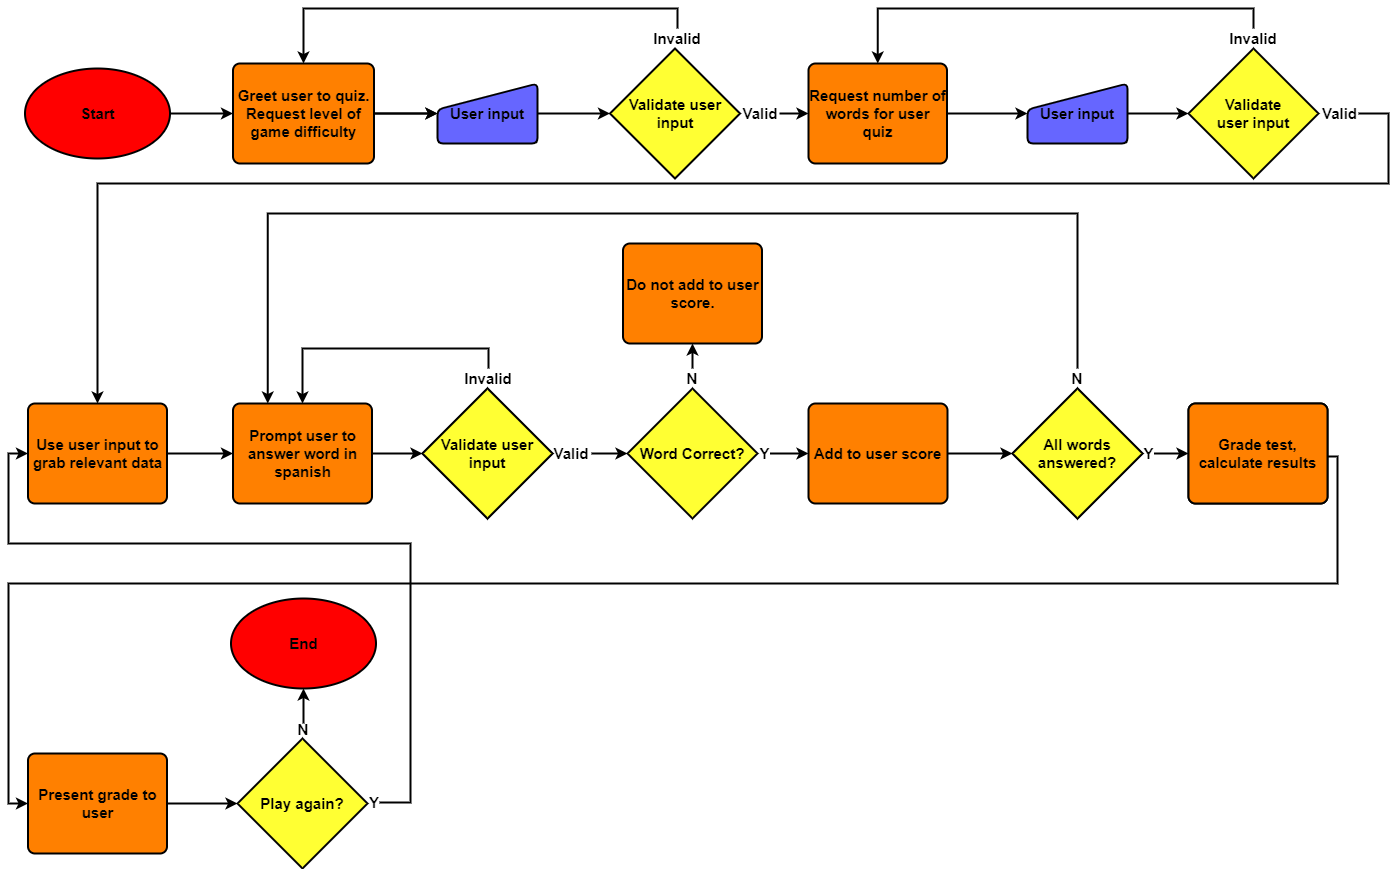 Invalid
Invalid
Start
Greet user to quiz.
Request level of
game difficulty
User input
Validate user
input
Valid
Request number of
words for user
quiz
User input
Validate
user input
Valid
Do not add to user
score.
Invalid
N
N
Use user input to
grab relevant data
Prompt user to
answer word in
spanish
Validate user
input
Valid
Word Correct?
Y
Add to user score
All words
answered?
Y
Grade test,
calculate results
End
N
Present grade to
user
Play again?
Y